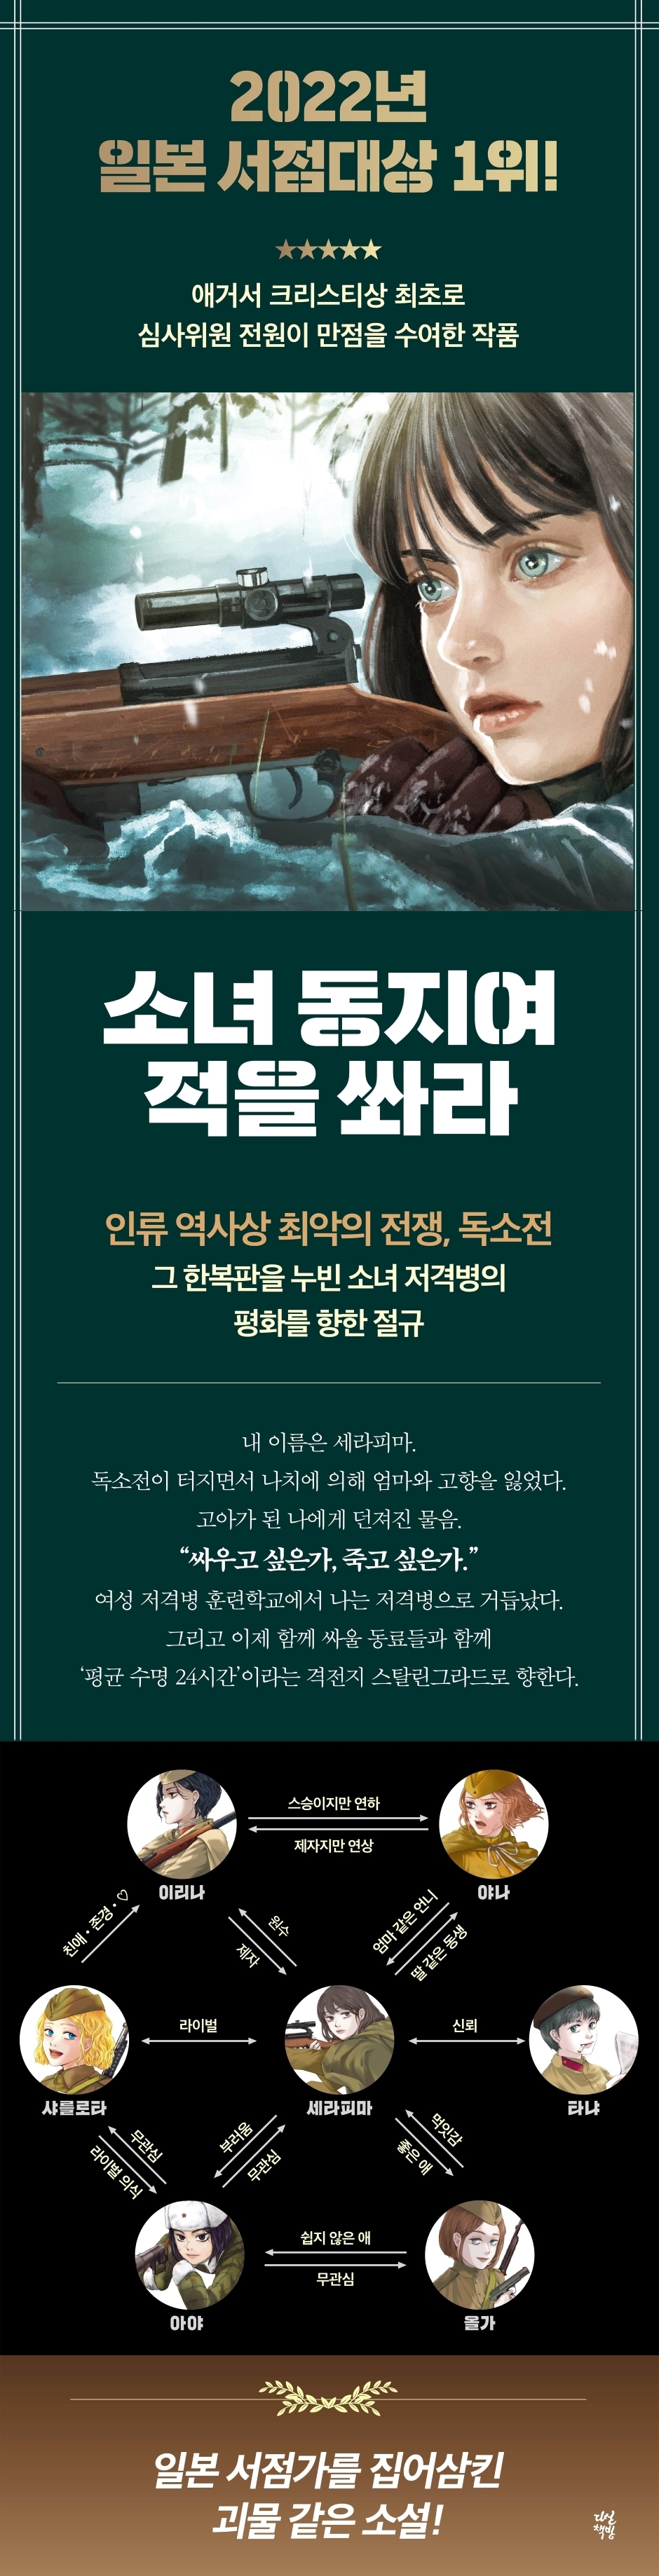 2022년
일본 서점대상 1위!
★★★★★
애거서 크리스티상 최초로
심사위원 전원이 만점을 수여한 작품
소녀 동지여
적을 쏴라
인류 역사상 최악의 전쟁, 독소전
그 한복판을 누빈 소녀 저격병의
평화를 향한 절규
내 이름은 세라피마.
독소전이 터지면서 나치에 의해 엄마와 고향을 잃었다.
고아가 된 나에게 던져진 물음.
“싸우고 싶은가, 죽고 싶은가.”
여성 저격병 훈련학교에서 나는 저격병으로 거듭났다.
그리고 이제 함께 싸울 동료들과 함께
‘평균 수명 24시간’이라는 격전지 스탈린그라드로 향한다.
스승이지만 연하
제자지만 연상
이리나
야나
친애・존경・♡
원수
제자
엄마 같은 언니
딸 같은 동생
라이벌
신뢰
샤를로타
세라피마
타냐
무관심
라이벌 의식
부러움
무관심
먹잇감
좋은 애
쉽지 않은 애
무관심
아야
올가
일본 서점가를 집어삼킨
괴물 같은 소설!
다산
책방